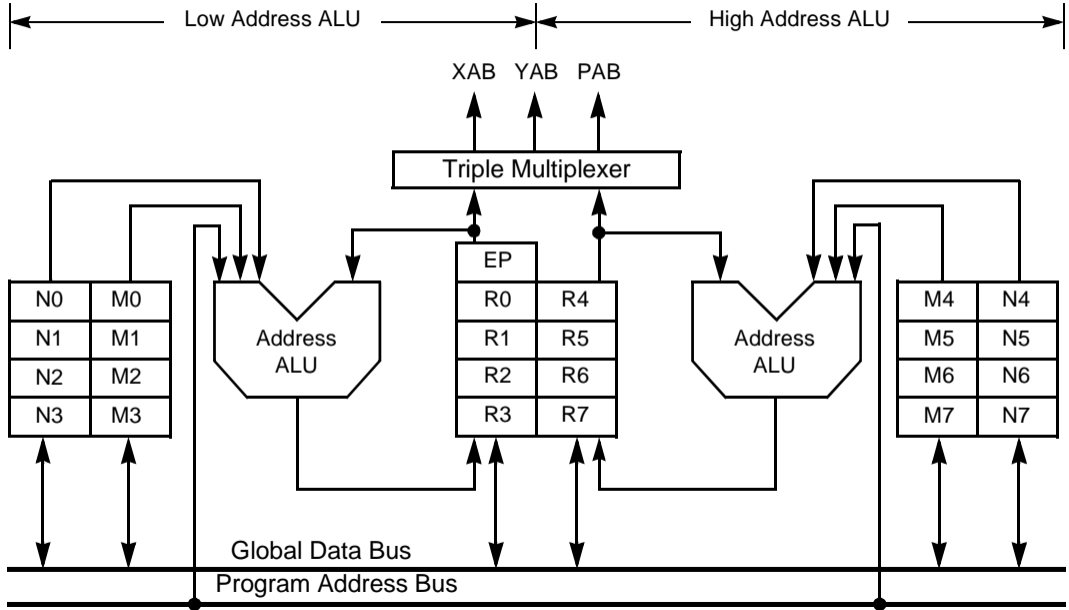 Low Address ALU
High Address ALU
XAB YAB PAB
Triple Multiplexer
EP
N0 M0
R0 R4
M4 N4
N1 M1
Address
ALU
R1 R5
Address
ALU
M5 N5
N2 M2
R2 R6
M6 N6
N3 M3
R3 R7
M7 N7
Global Data Bus
Program Address Bus